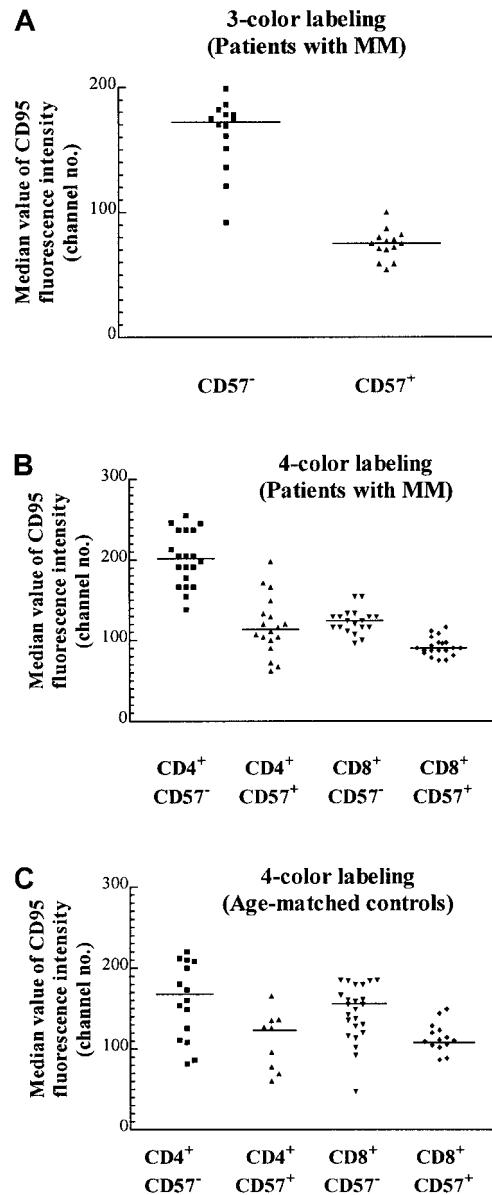 A
3-color labeling
(Patients with MM)
Median value of CD95
fluorescence intensity
(channel no.)
200
100
0
CD57⁻
CD57⁺
B
4-color labeling
(Patients with MM)
Median value of CD95
fluorescence intensity
(channel no.)
300
200
100
0
CD4⁺
CD57⁻
CD4⁺
CD57⁺
CD8⁺
CD57⁻
CD8⁺
CD57⁺
C
4-color labeling
(Age-matched controls)
Median value of CD95
fluorescence intensity
(channel no.)
300
200
100
0
CD4⁺
CD57⁻
CD4⁺
CD57⁺
CD8⁺
CD57⁻
CD8⁺
CD57⁺